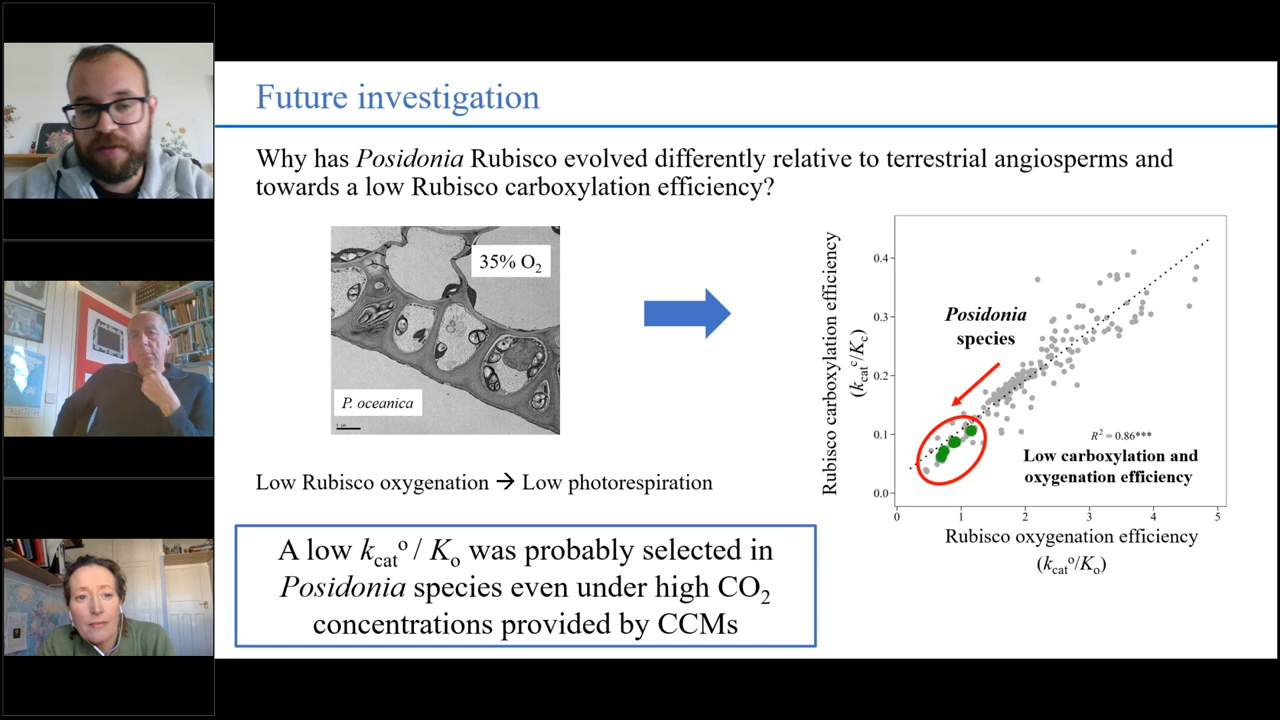 Future investigation
Why has Posidonia Rubisco evolved differently relative to terrestrial angiosperms and
towards a low Rubisco carboxylation efficiency?
35% O₂
P. oceanica
Low Rubisco oxygenation → Low photorespiration
A low kcatᵒ / Kₒ was probably selected in
Posidonia species even under high CO₂
concentrations provided by CCMs
Rubisco carboxylation efficiency
(kcatᶜ/Kc)
0.4
0.3
0.2
0.1
0.0
Posidonia
species
R² = 0.86***
Low carboxylation and
oxygenation efficiency
0 1 2 3 4 5
Rubisco oxygenation efficiency
(kcatᵒ/Kₒ)